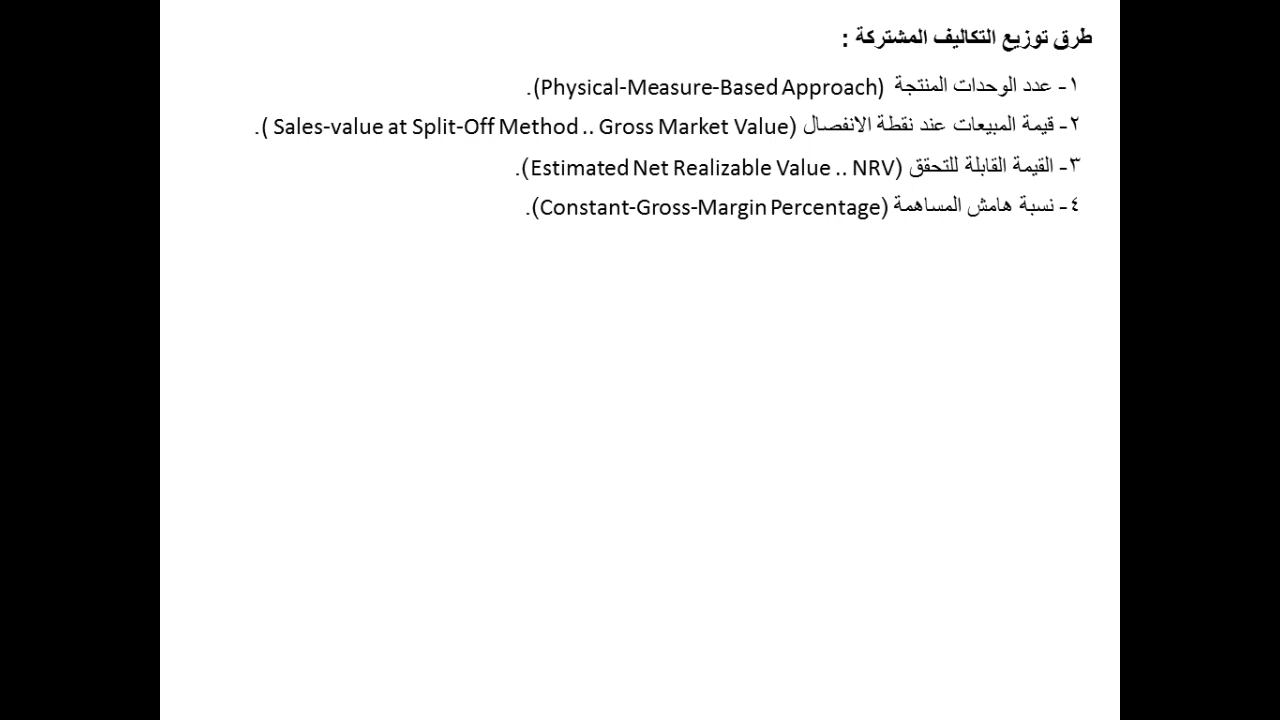 طرق توزيع التكاليف المشتركة :
١- عدد الوحدات المنتجة (Physical-Measure-Based Approach).
٢- قيمة المبيعات عند نقطة الانفصال (Sales-value at Split-Off Method .. Gross Market Value ).
٣- القيمة القابلة للتحقق (Estimated Net Realizable Value .. NRV).
٤- نسبة هامش المساهمة (Constant-Gross-Margin Percentage).